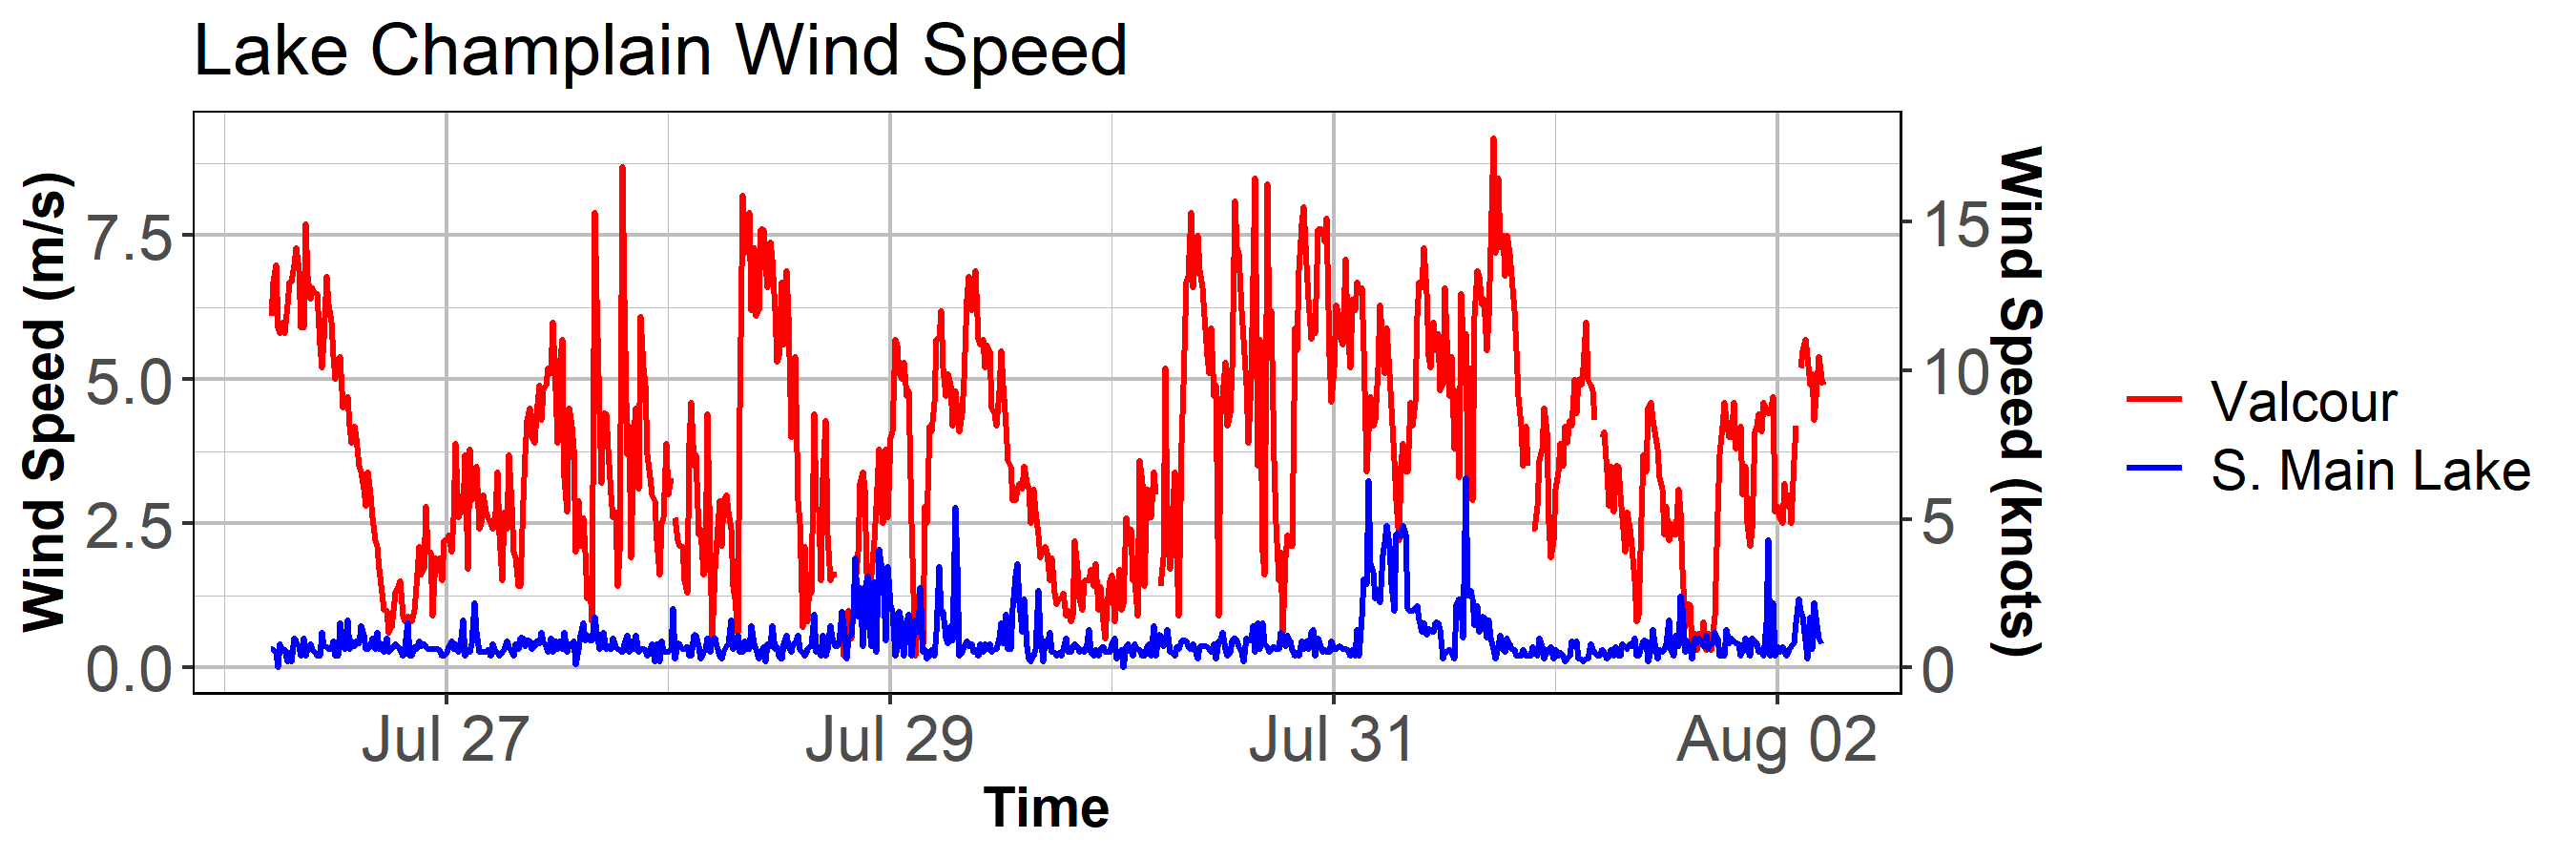 Lake Champlain Wind Speed
Wind Speed (m/s)
7.5
5.0
2.5
0.0
15
10
5
0
Wind Speed (knots)
Jul 27
Jul 29
Jul 31
Aug 02
Time
Valcour
S. Main Lake